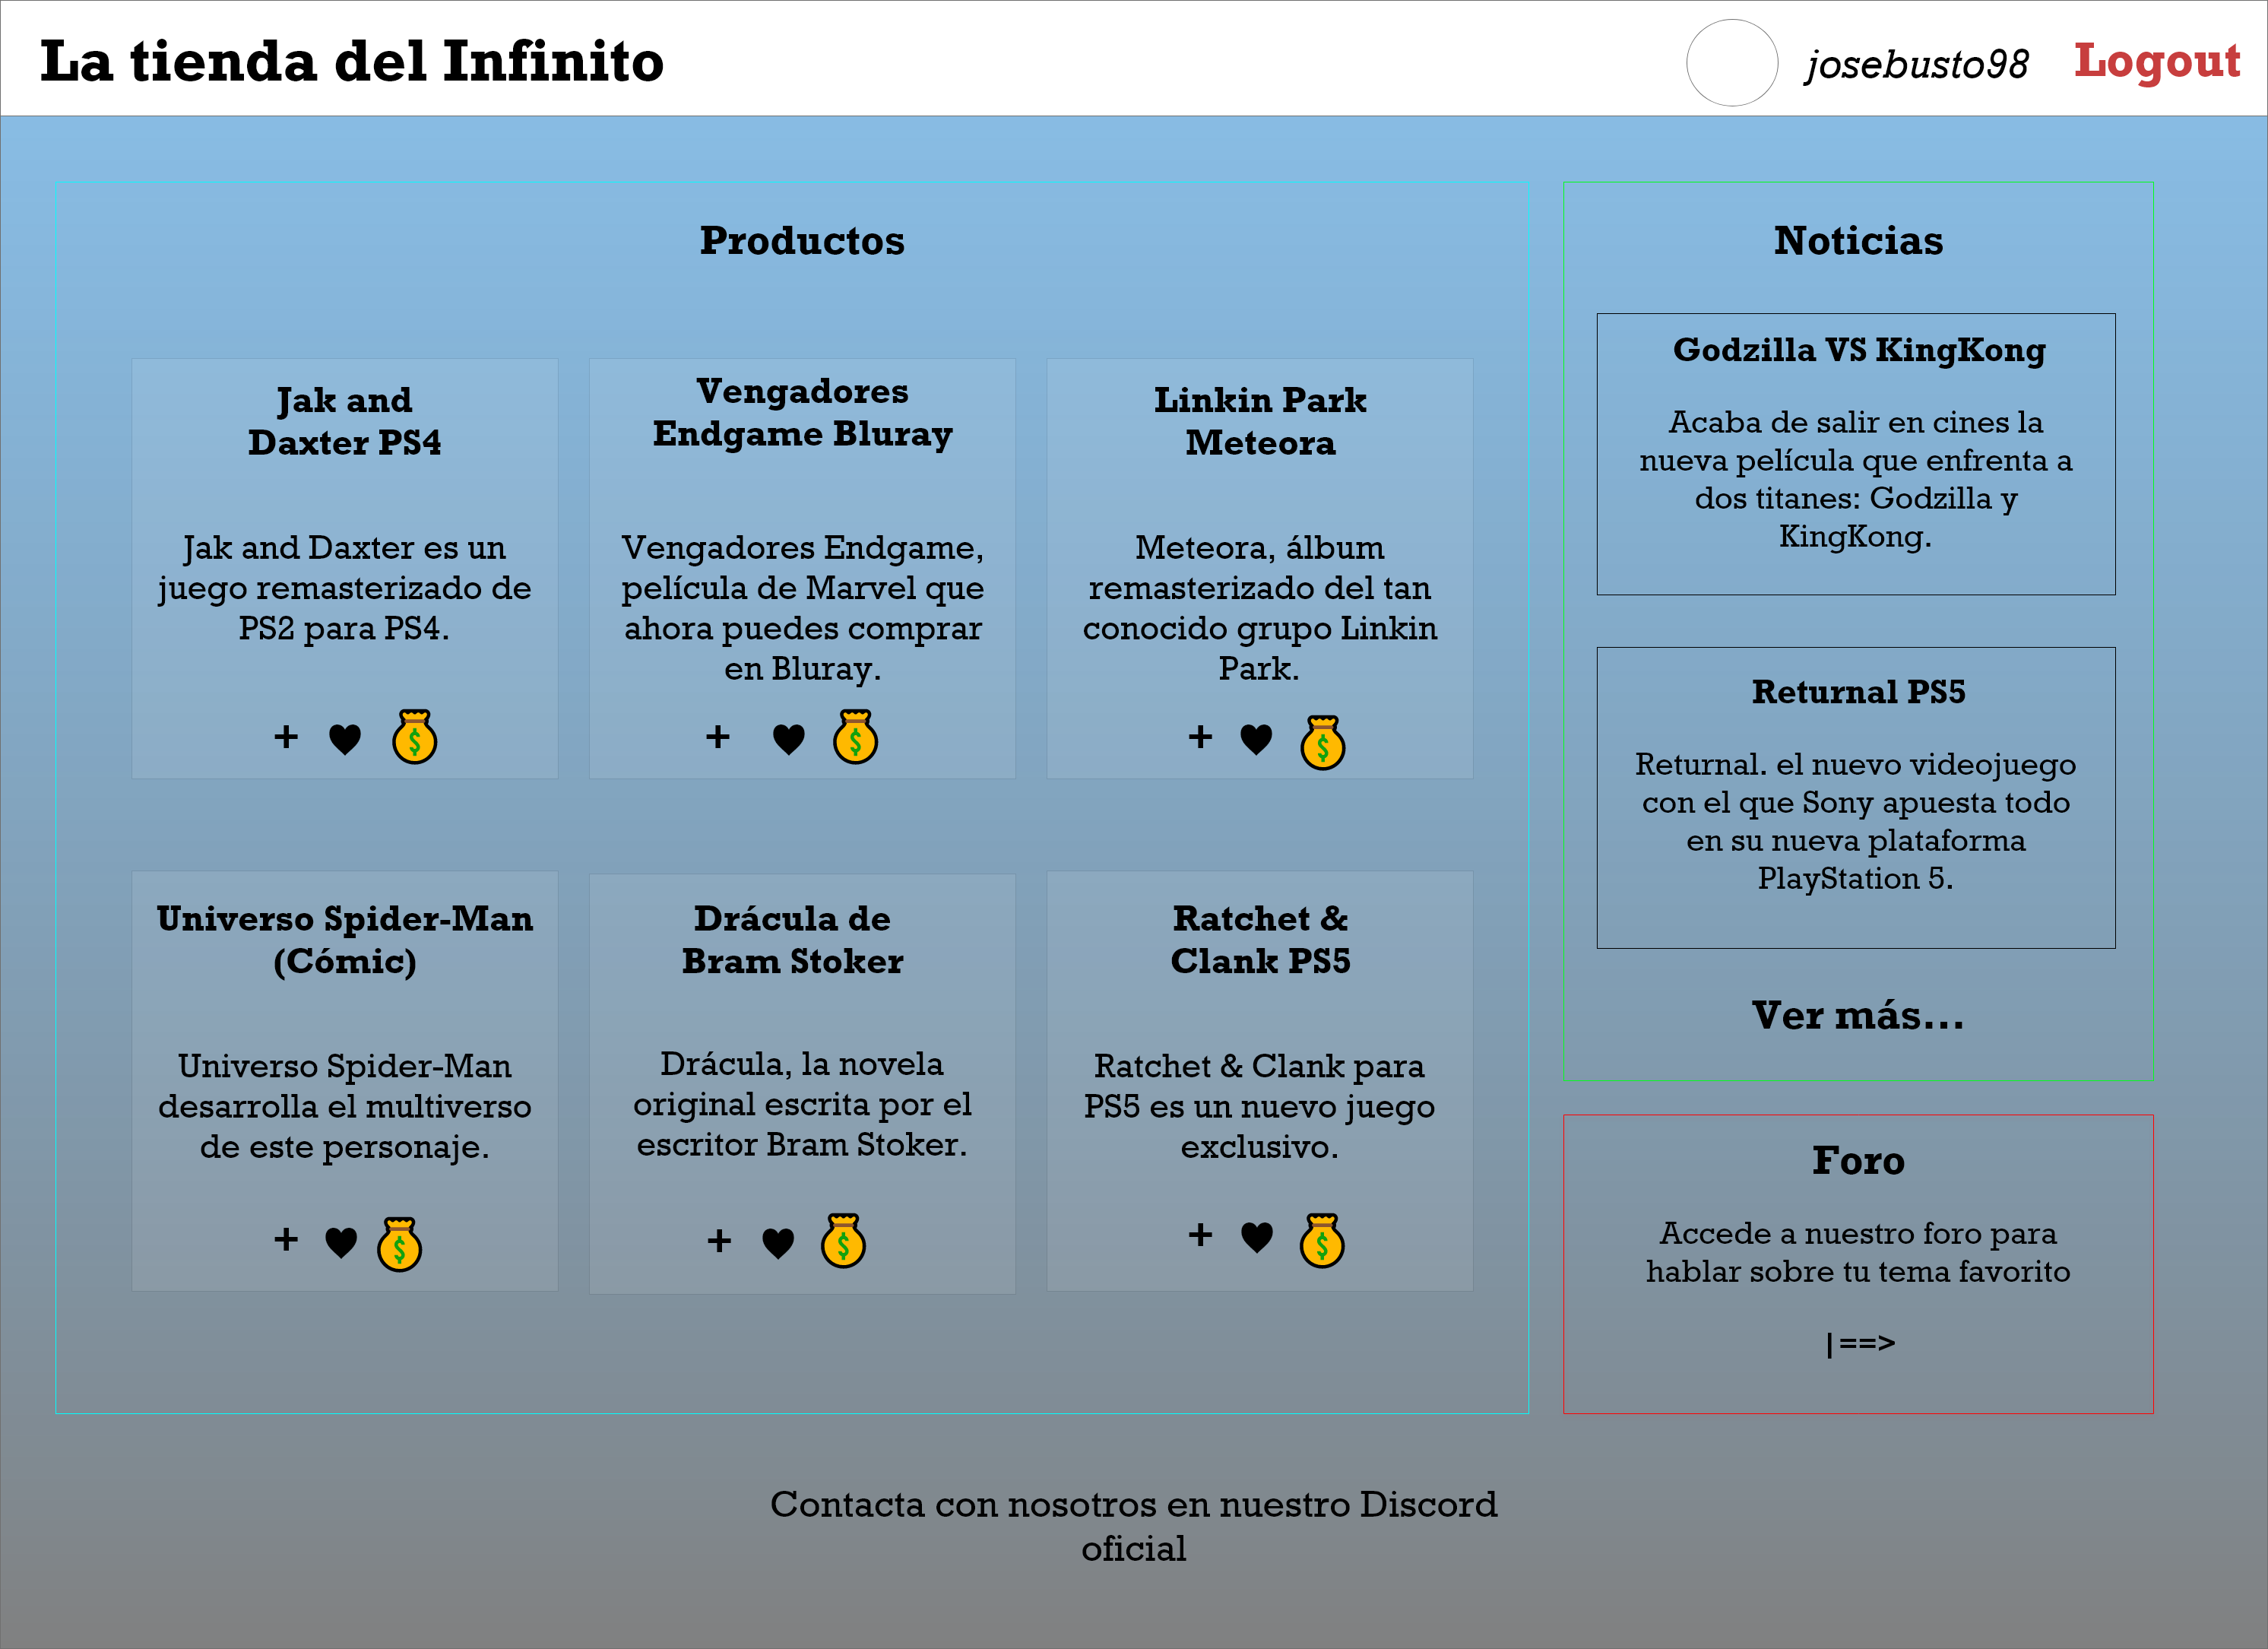 La tienda del Infinito
josebusto98
Logout
Productos
Jak and
Daxter PS4
Jak and Daxter es un
juego remasterizado de
PS2 para PS4.
+
Vengadores
Endgame Bluray
Vengadores Endgame,
película de Marvel que
ahora puedes comprar
en Bluray.
+
Linkin Park
Meteora
Meteora, álbum
remasterizado del tan
conocido grupo Linkin
Park.
+
Universo Spider-Man
(Cómic)
Universo Spider-Man
desarrolla el multiverso
de este personaje.
+
Drácula de
Bram Stoker
Drácula, la novela
original escrita por el
escritor Bram Stoker.
+
Ratchet &
Clank PS5
Ratchet & Clank para
PS5 es un nuevo juego
exclusivo.
+
Noticias
Godzilla VS KingKong
Acaba de salir en cines la
nueva película que enfrenta a
dos titanes: Godzilla y
KingKong.
Returnal PS5
Returnal. el nuevo videojuego
con el que Sony apuesta todo
en su nueva plataforma
PlayStation 5.
Ver más...
Foro
Accede a nuestro foro para
hablar sobre tu tema favorito
|==>
Contacta con nosotros en nuestro Discord
oficial